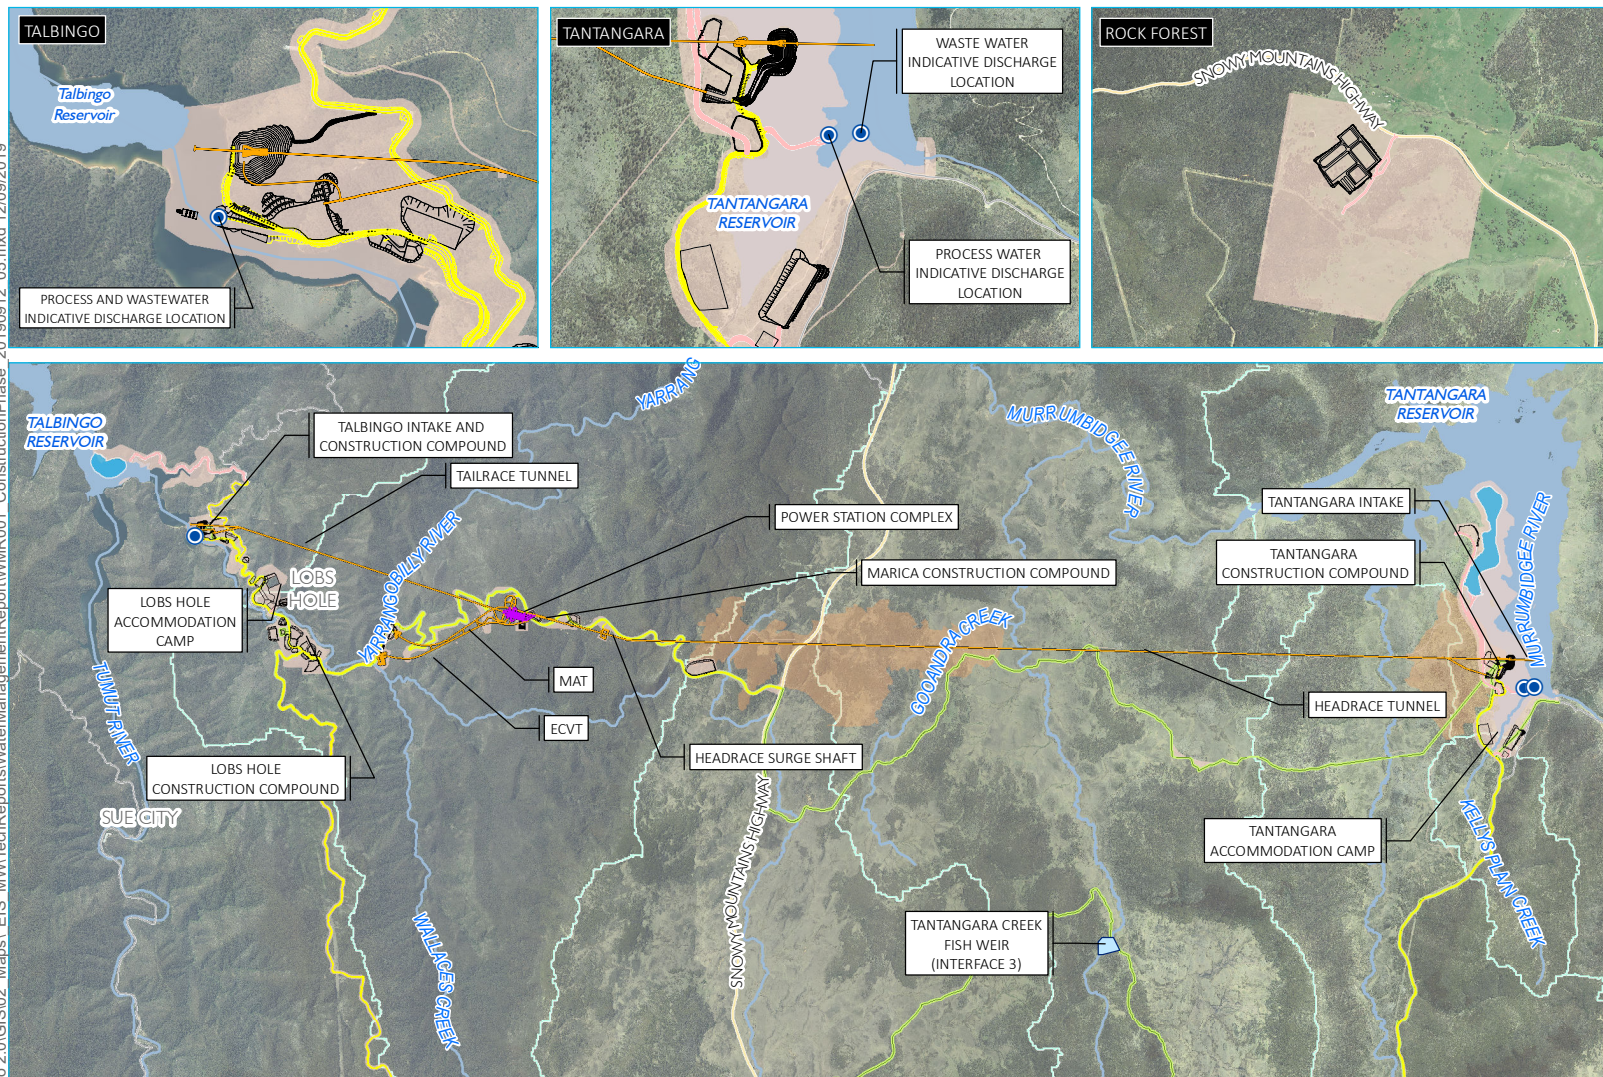 TALBINGO
Talbingo
Reservoir
PROCESS AND WASTEWATER
INDICATIVE DISCHARGE LOCATION
TANTANGARA
WASTE WATER
INDICATIVE DISCHARGE
LOCATION
TANTANGARA
RESERVOIR
PROCESS WATER
INDICATIVE DISCHARGE
LOCATION
ROCK FOREST
SNOWY MOUNTAINS HIGHWAY
TALBINGO
RESERVOIR
TALBINGO INTAKE AND
CONSTRUCTION COMPOUND
TAILRACE TUNNEL
YARRANG
MURRUMBIDGEE RIVER
TANTANGARA
RESERVOIR
TANTANGARA INTAKE
MURRUMBIDGEE RIVER
POWER STATION COMPLEX
MARICA CONSTRUCTION COMPOUND
TANTANGARA
CONSTRUCTION COMPOUND
LOBS
HOLE
LOBS HOLE
ACCOMMODATION
CAMP
YARRANGOBILLY RIVER
GOOANDRA CREEK
MAT
ECVT
HEADRACE TUNNEL
HEADRACE SURGE SHAFT
TUMUT RIVER
LOBS HOLE
CONSTRUCTION COMPOUND
SUE CITY
SNOWY MOUNTAINS HIGHWAY
TANTANGARA
ACCOMMODATION CAMP
KELLYS PLAIN CREEK
WALLACES CREEK
TANTANGARA CREEK
FISH WEIR
(INTERFACE 3)